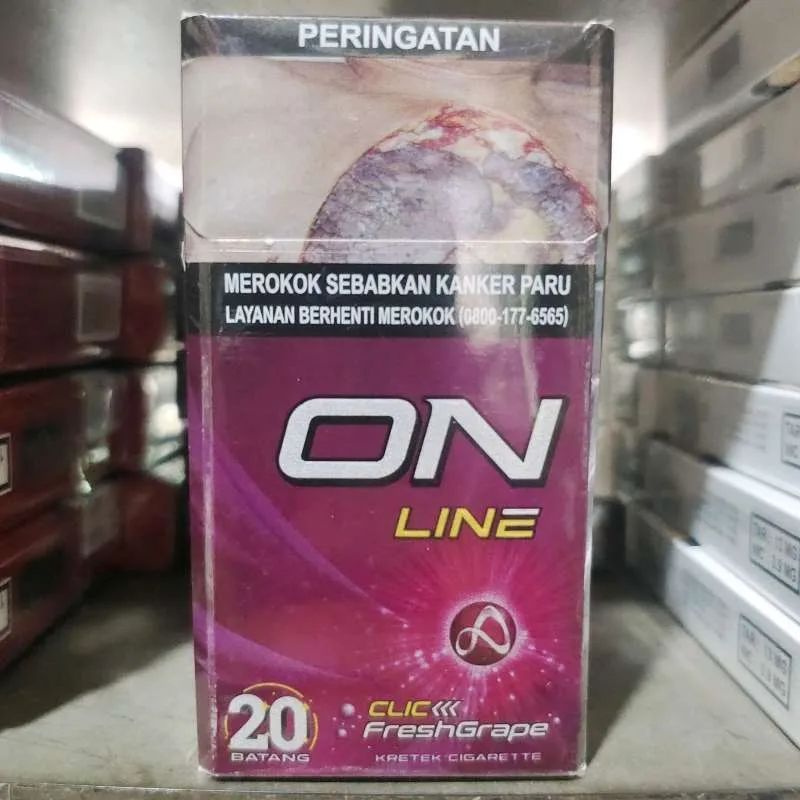 PERINGATAN
MEROKOK SEBABKAN KANKER PARU
LAYANAN BERHENTI MEROKOK (0800-177-6565)
ON
LINE
20
BATANG
CLIC<<<
FreshGrape
KRETEK CIGARETTE